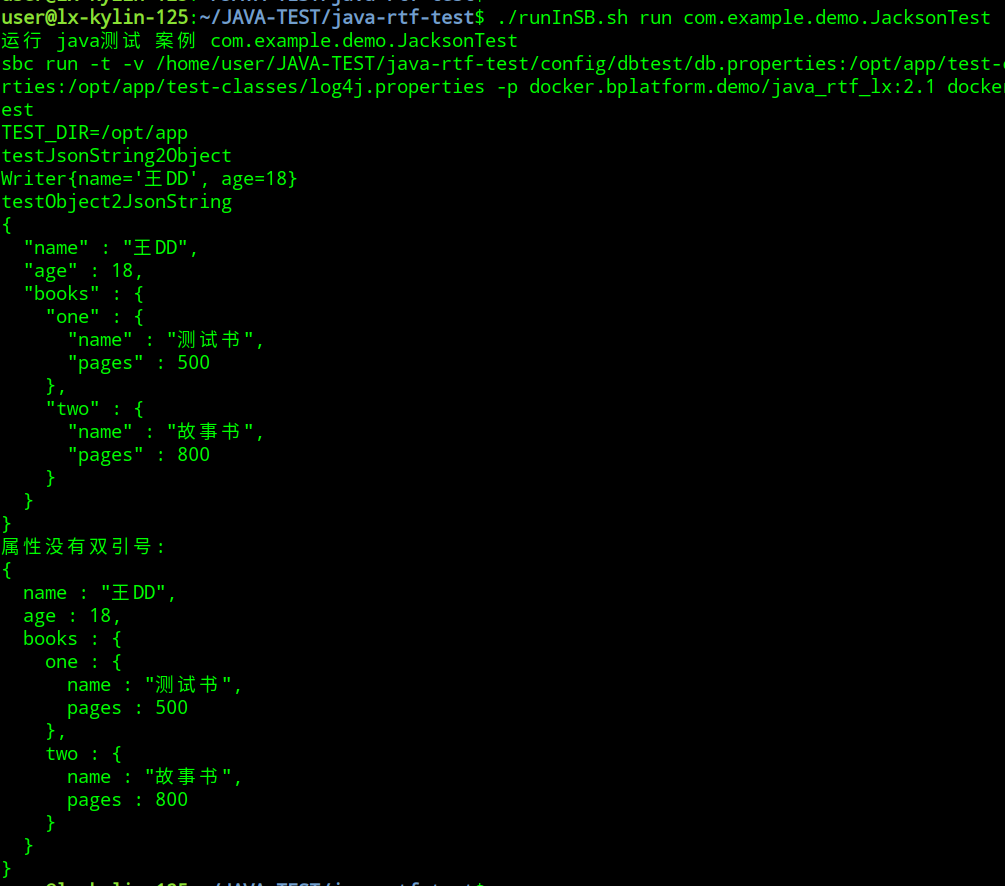 user@lx-kylin-125:~/JAVA-TEST/java-rtf-test$ ./runInSB.sh run com.example.demo.JacksonTest
运行 java测试 案例 com.example.demo.JacksonTest
sbc run -t -v /home/user/JAVA-TEST/java-rtf-test/config/dbtest/db.properties:/opt/app/test-c
rties:/opt/app/test-classes/log4j.properties -p docker.bplatform.demo/java_rtf_lx:2.1 docker
est
TEST_DIR=/opt/app
testJsonString2Object
Writer{name='王DD', age=18}
testObject2JsonString
{
  "name" : "王DD",
  "age" : 18,
  "books" : {
    "one" : {
      "name" : "测试书",
      "pages" : 500
    },
    "two" : {
      "name" : "故事书",
      "pages" : 800
    }
  }
}
属性没有双引号:
{
  name : "王DD",
  age : 18,
  books : {
    one : {
      name : "测试书",
      pages : 500
    },
    two : {
      name : "故事书",
      pages : 800
    }
  }
}